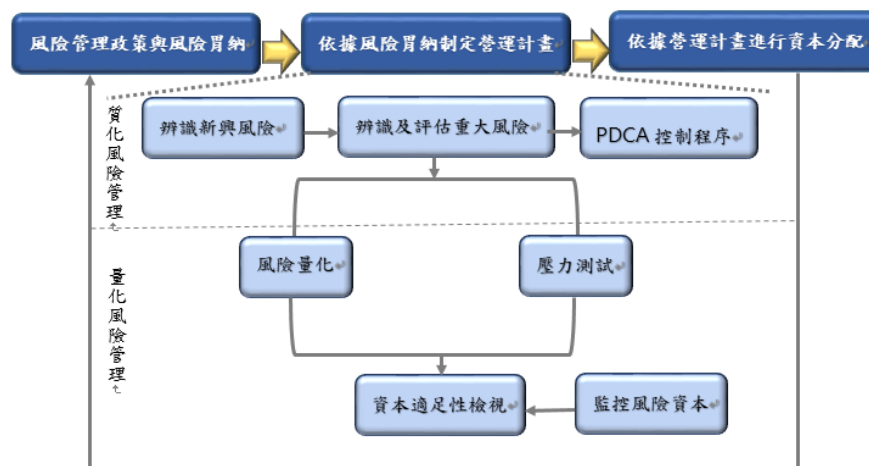 風險管理政策與風險胃納
依據風險胃納制定營運計畫
依據營運計畫進行資本分配
質化風險管理
辨識新興風險
辨識及評估重大風險
PDCA 控制程序
量化風險管理
風險量化
壓力測試
資本適足性檢視
監控風險資本